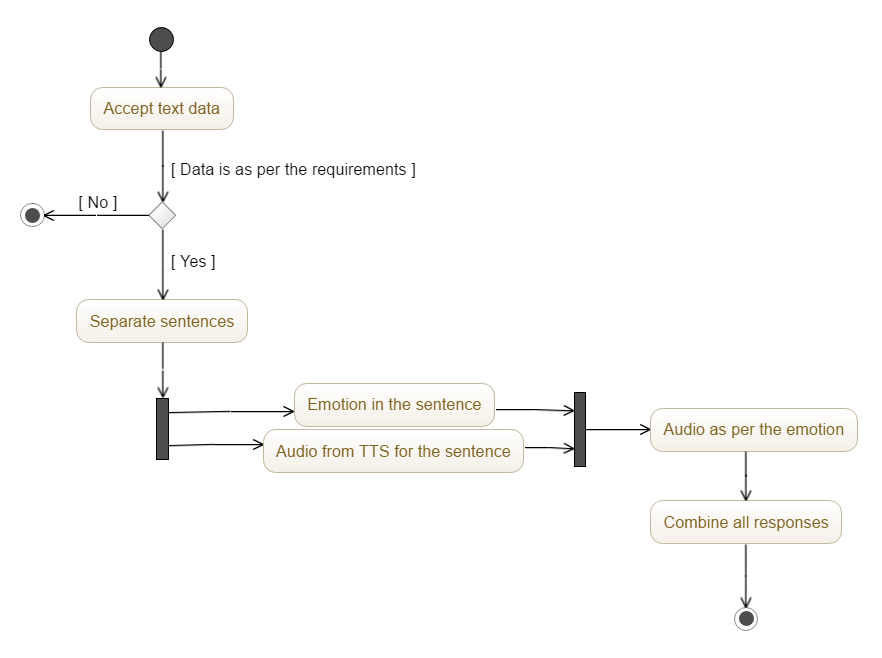 Accept text data
[ Data is as per the requirements ]
[ No ]
[ Yes ]
Separate sentences
Emotion in the sentence
Audio from TTS for the sentence
Audio as per the emotion
Combine all responses